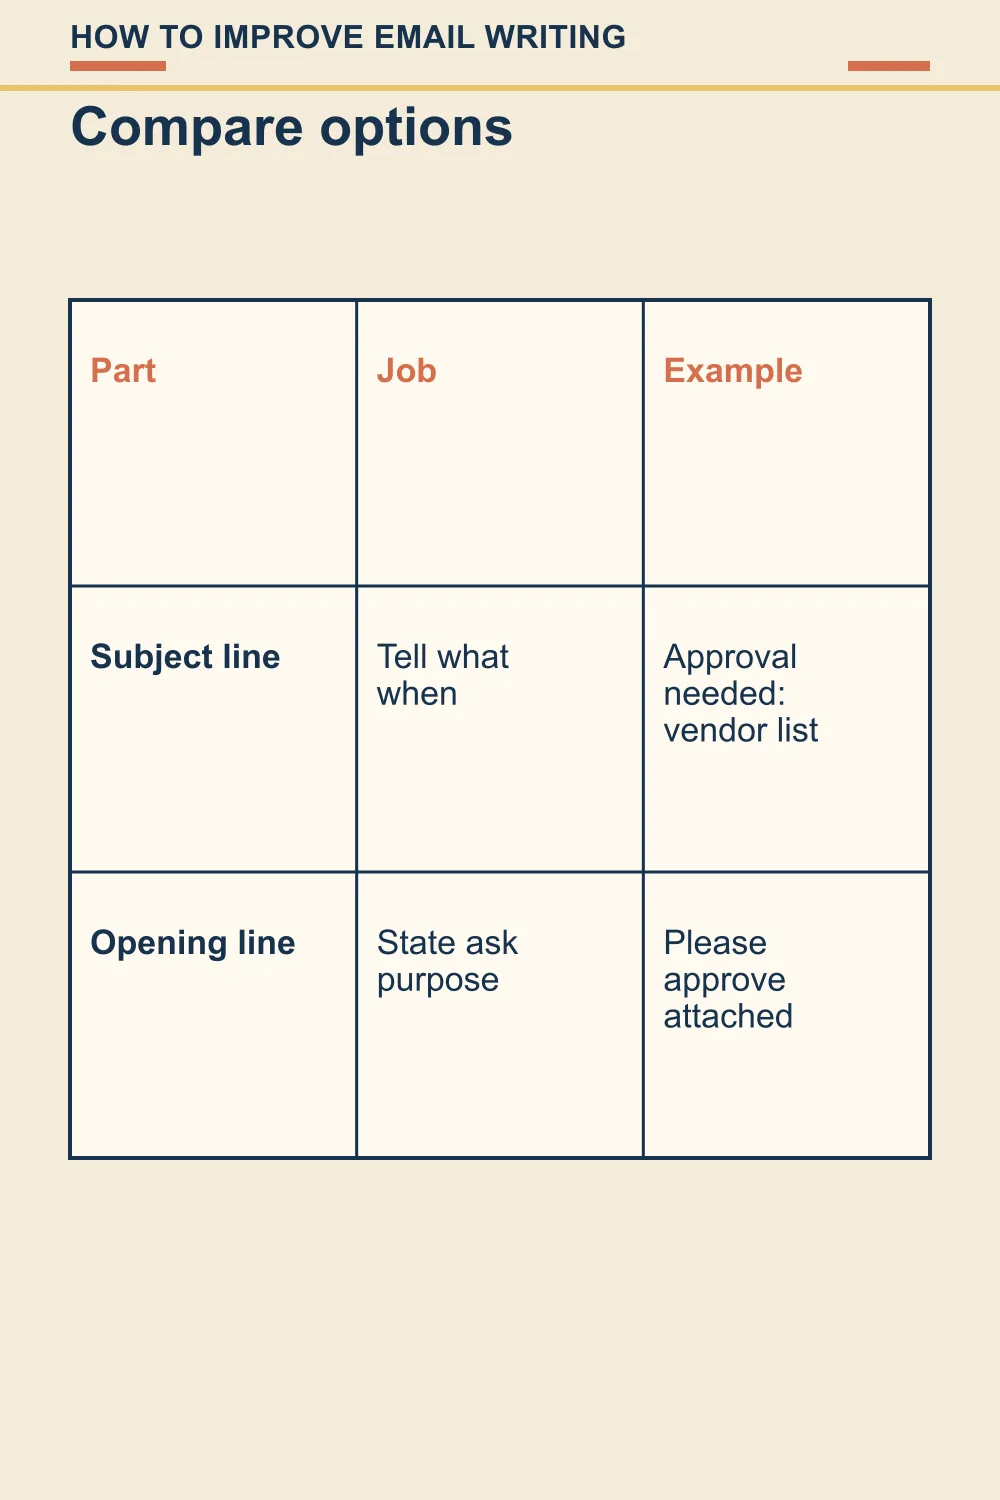 HOW TO IMPROVE EMAIL WRITING
Compare options
Part
Job
Example
Subject line
Tell what
when
Approval
needed:
vendor list
Opening line
State ask
purpose
Please
approve
attached